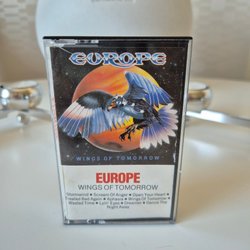 EUROPE
WINGS OF TOMORROW
EUROPE
WINGS OF TOMORROW
Stormwind • Scream Of Anger • Open Your Heart •
Treated Bad Again • Aphasia • Wings Of Tomorrow •
Wasted Time • Lyin' Eyes • Dreamer • Dance The
Night Away